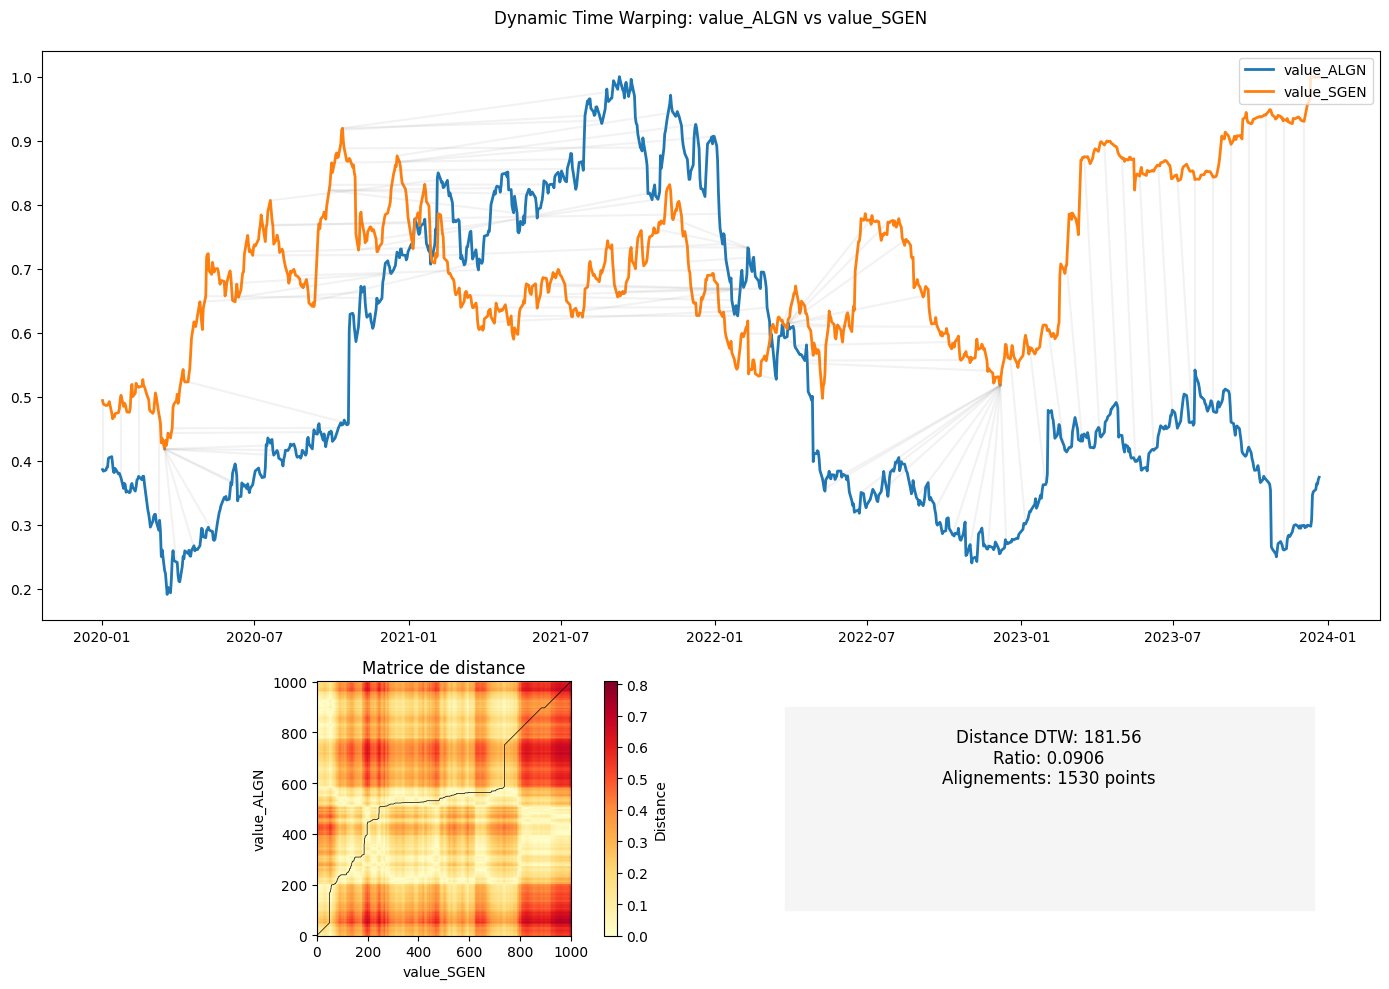 Dynamic Time Warping: value_ALGN vs value_SGEN
value_ALGN
value_SGEN
1.0
0.9
0.8
0.7
0.6
0.5
0.4
0.3
0.2
2020-01 2020-07 2021-01 2021-07 2022-01 2022-07 2023-01 2023-07 2024-01
Matrice de distance
1000
800
600
400
200
0
value_ALGN
0 200 400 600 800 1000
value_SGEN
0.8
0.7
0.6
0.5
0.4
0.3
0.2
0.1
0.0
Distance
Distance DTW: 181.56
Ratio: 0.0906
Alignements: 1530 points